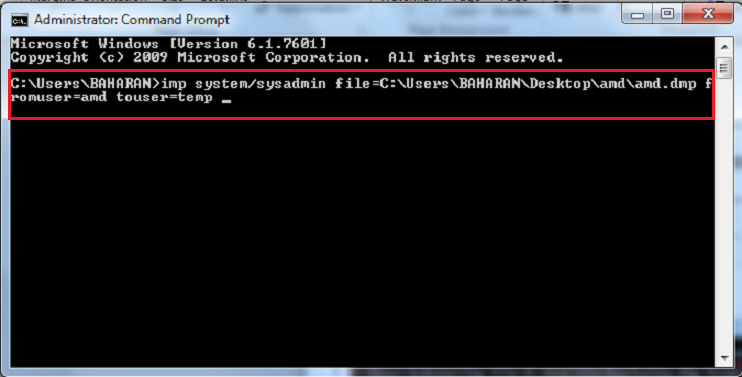 Administrator: Command Prompt
Microsoft Windows [Version 6.1.7601]
Copyright (c) 2009 Microsoft Corporation.  All rights reserved.
C:\Users\BAHARAN>imp system/sysadmin file=C:\Users\BAHARAN\Desktop\amd\amd.dmp f
romuser=amd touser=temp _